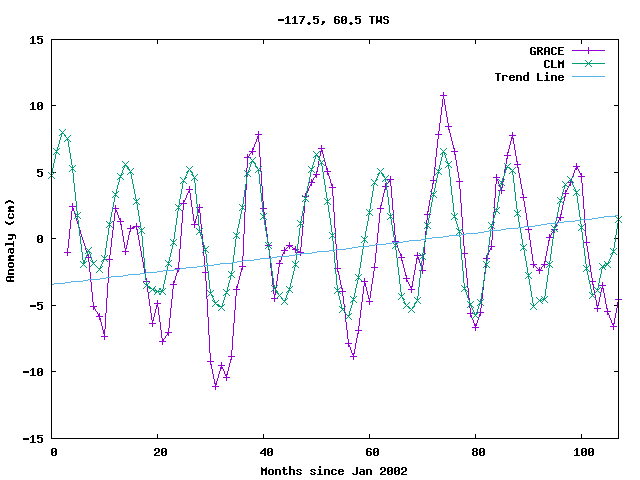 -117.5, 60.5 TWS
GRACE
CLM
Trend Line
15
10
5
0
-5
-10
-15
Anomaly (cm)
0 20 40 60 80 100
Months since Jan 2002